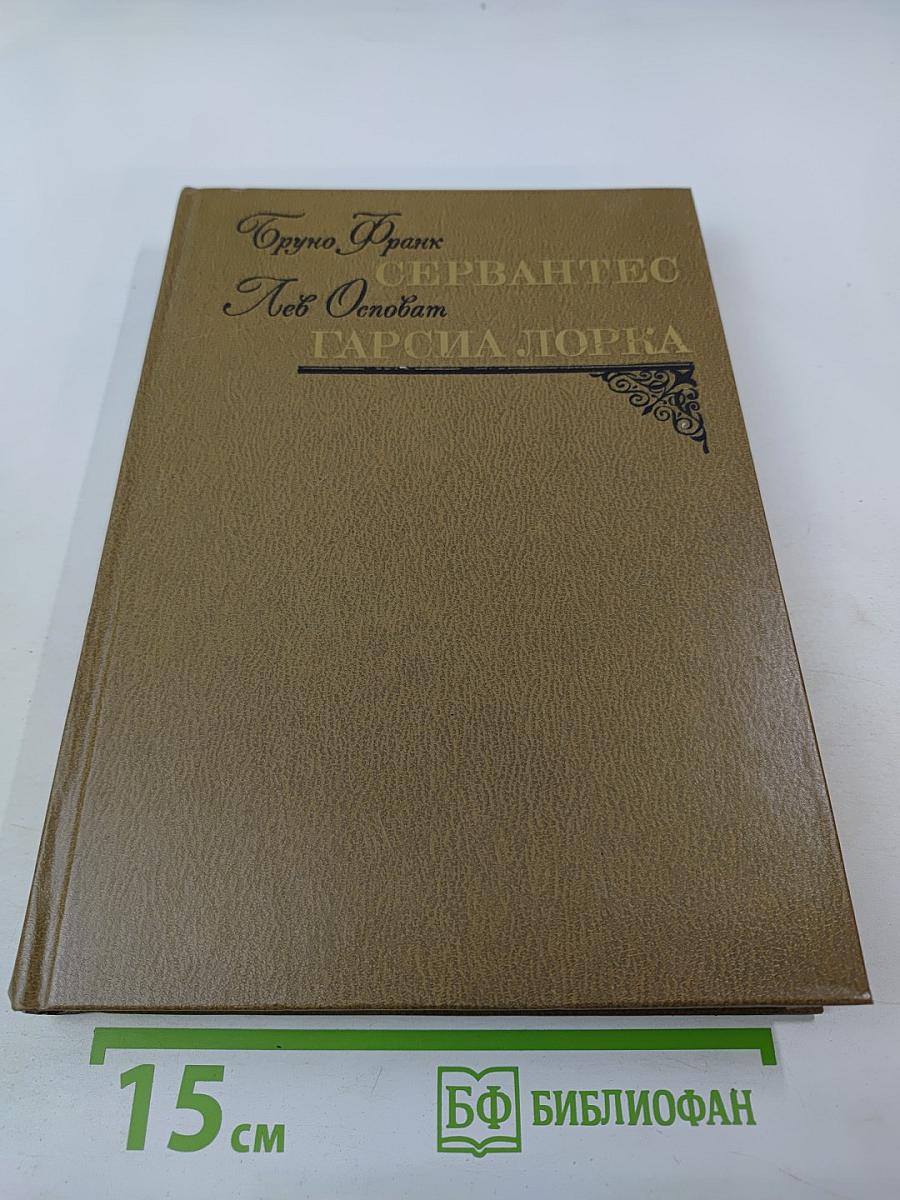 Бруно Франк
СЕРВАНТЕС
Лев Осповат
ГАРСИА ЛОРКА
15 см
БФ БИБЛИОФАН